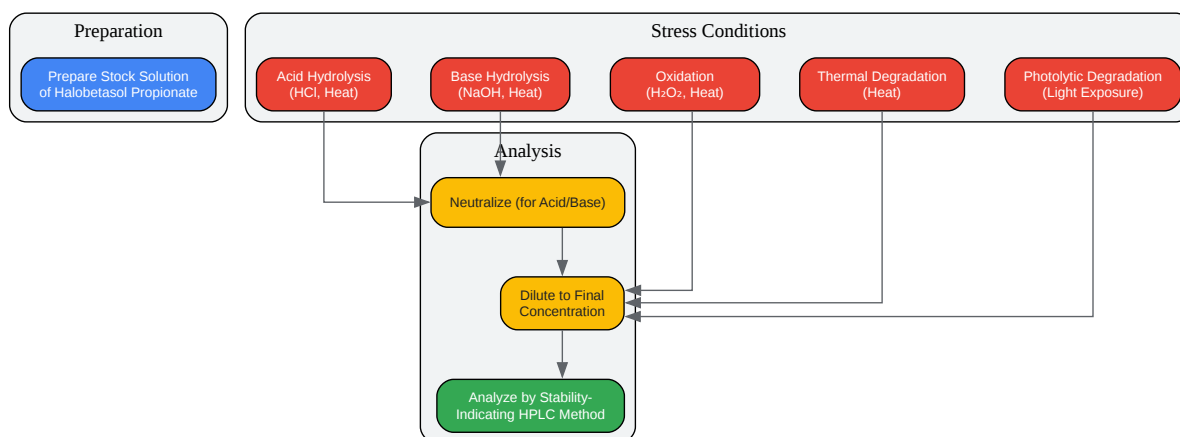 Preparation
Prepare Stock Solution
of Halobetasol Propionate
Stress Conditions
Acid Hydrolysis
(HCl, Heat)
Base Hydrolysis
(NaOH, Heat)
Oxidation
(H₂O₂, Heat)
Thermal Degradation
(Heat)
Photolytic Degradation
(Light Exposure)
Analysis
Neutralize (for Acid/Base)
Dilute to Final
Concentration
Analyze by Stability-
Indicating HPLC Method